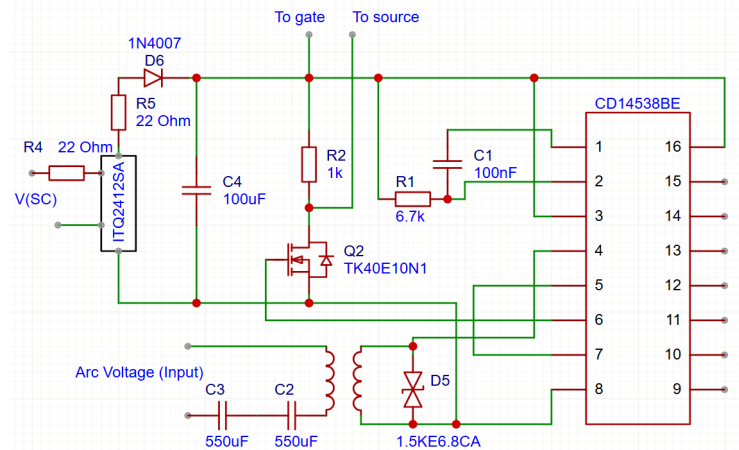 To gate
To source
1N4007
D6
R5
22 Ohm
R4
22 Ohm
ITQ2412SA
V(SC)
C4
100uF
R2
1k
R1
6.7k
C1
100nF
Q2
TK40E10N1
CD14538BE
1
16
2
15
3
14
4
13
5
12
6
11
7
10
8
9
Arc Voltage (Input)
C3
C2
550uF
550uF
D5
1.5KE6.8CA